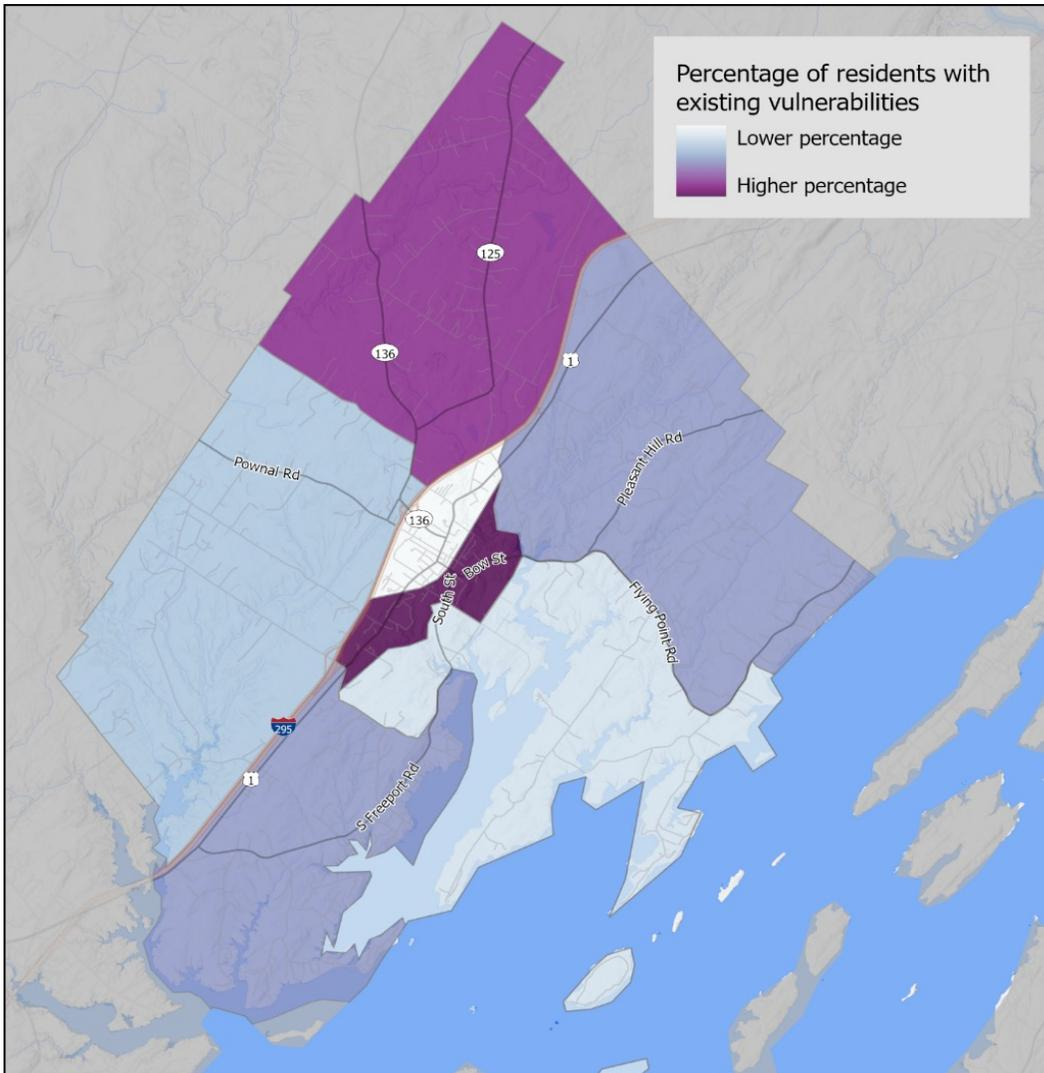 Percentage of residents with
existing vulnerabilities
Lower percentage
Higher percentage
125
136
1
Pleasant Hill Rd
Pownal Rd
136
Bow St
South St
Flying Point Rd
295
1
S Freeport Rd